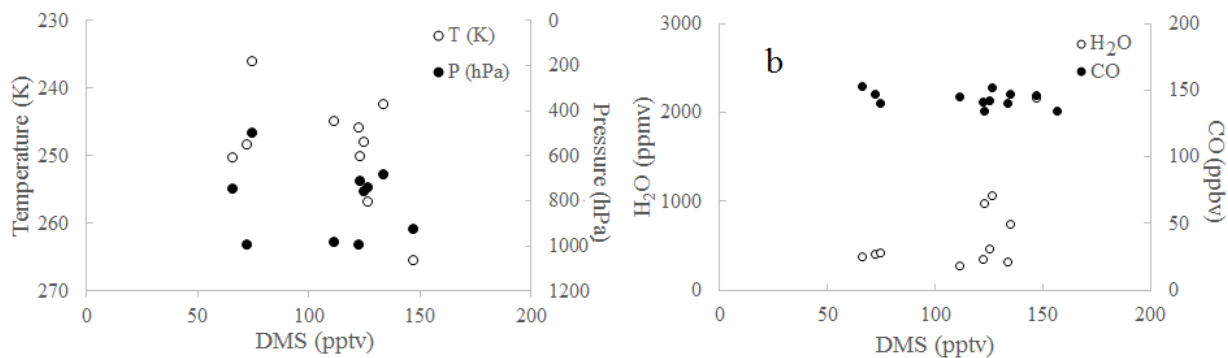 230
240
250
260
270
Temperature (K)
T (K)
P (hPa)
0
200
400
600
800
1000
1200
Pressure (hPa)
0
50
100
150
200
DMS (pptv)
b
3000
2000
1000
0
H₂O (ppmv)
H₂O
CO
200
150
100
50
0
CO(ppbv)
0
50
100
150
200
DMS (pptv)